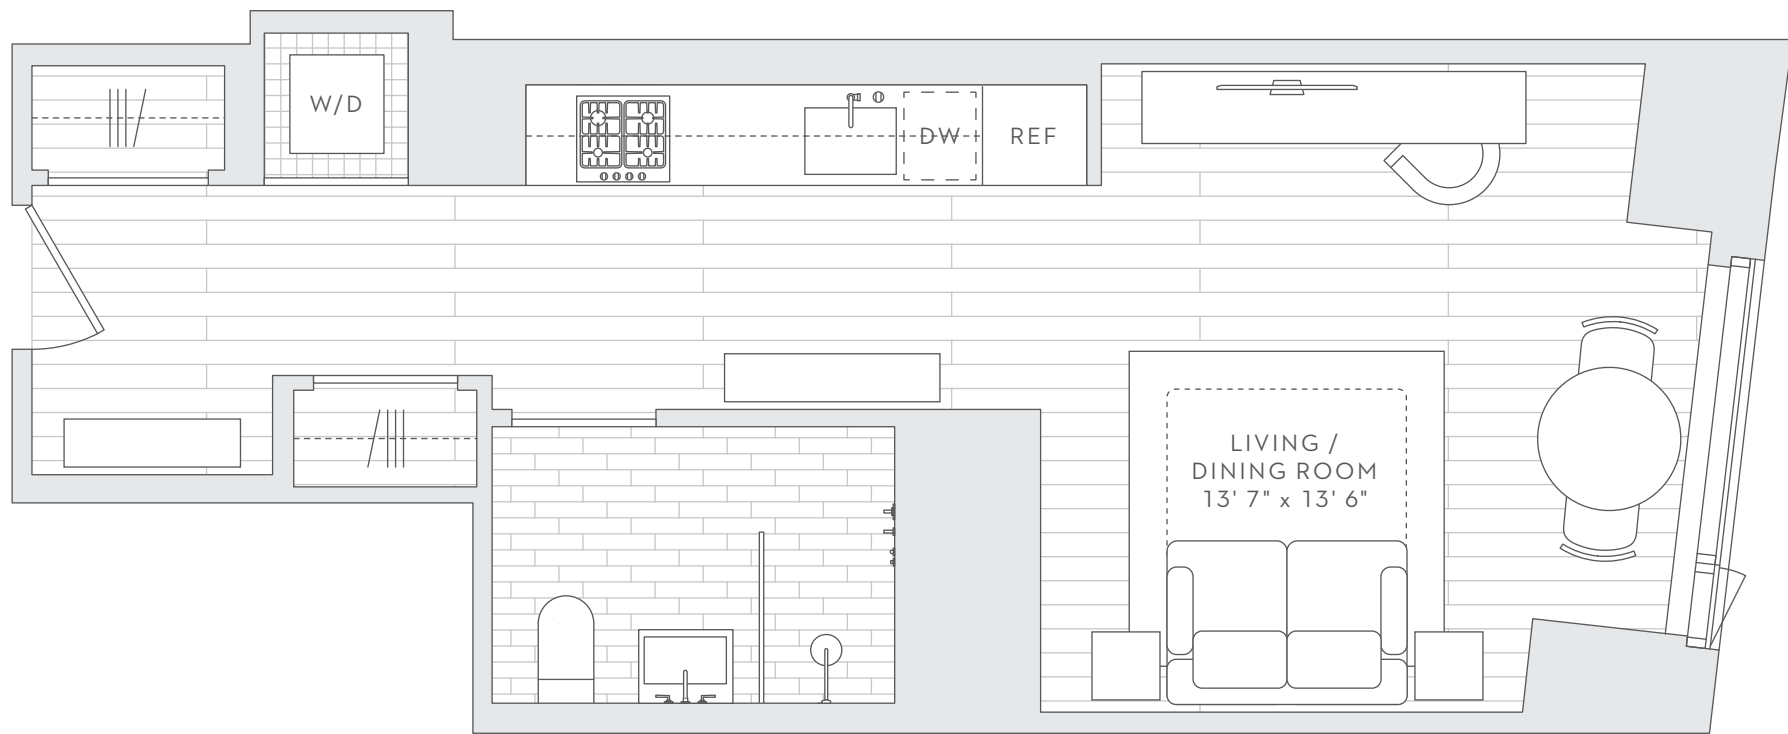 W/D
DW
REF
LIVING /
DINING ROOM
13' 7" x 13' 6"